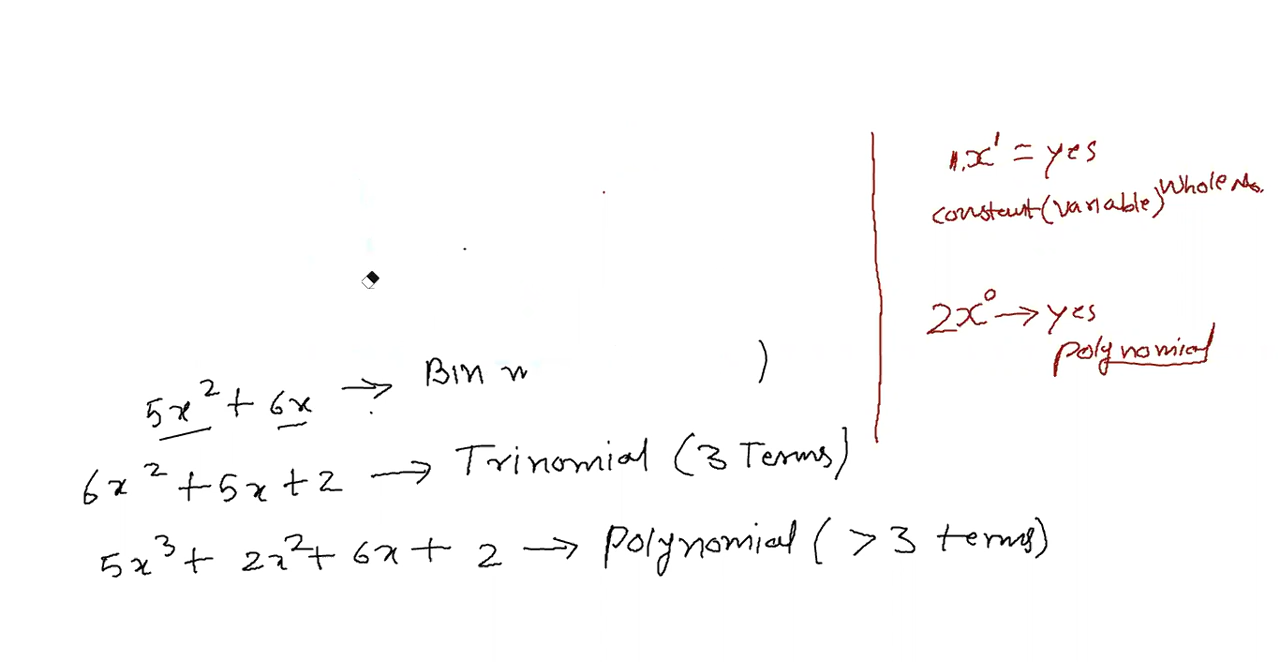 5x² + 6x → Bin )
6x² + 5x + 2 → Trinomial (3 Terms)
5x³ + 2x² + 6x + 2 → Polynomial ( > 3 terms)
1.x¹ = yes
constant(variable)^Whole No.
2x⁰ → yes
polynomial